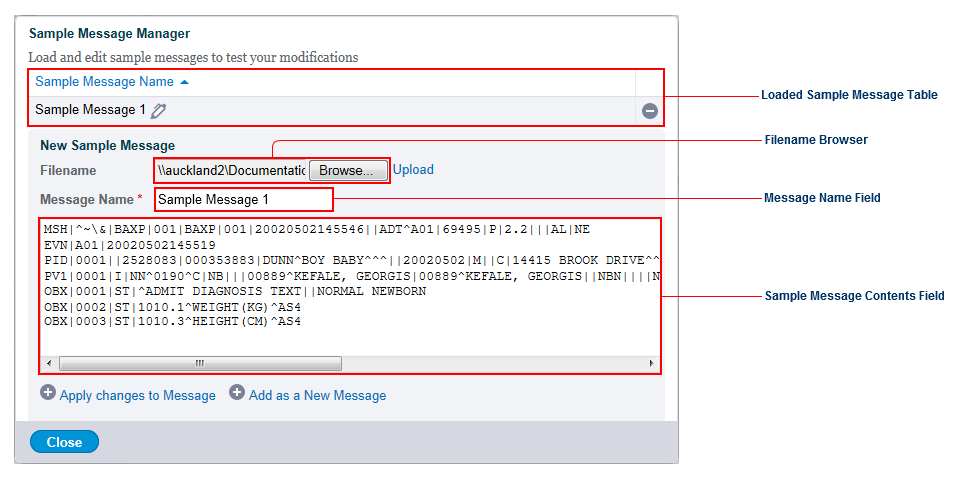 Sample Message Manager
Load and edit sample messages to test your modifications
Sample Message Name
Loaded Sample Message Table
Sample Message 1
New Sample Message
Filename Browser
Filename \\auckland2\Documentatic Browse... Upload
Message Name * Sample Message 1
Message Name Field
MSH|^~\&|BAXP|001|BAXP|001|20020502145546||ADT^A01|69495|P|2.2|||AL|NE
EVN|A01|20020502145519
PID|0001||2528083|000353883|DUNN^BOY BABY^^^||20020502|M||C|14415 BROOK DRIVE^^
PV1|0001|I|NN^0190^C|NB|||00889^KEFALE, GEORGIS|00889^KEFALE, GEORGIS||NBN||||N
OBX|0001|ST|^ADMIT DIAGNOSIS TEXT||NORMAL NEWBORN
Sample Message Contents Field
OBX|0002|ST|1010.1^WEIGHT(KG)^AS4
OBX|0003|ST|1010.3^HEIGHT(CM)^AS4
Apply changes to Message Add as a New Message
Close